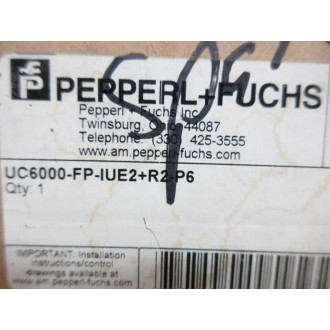 PEPPERL+FUCHS
Pepperl + Fuchs Inc.
Twinsburg, Ohio 44087
Telephone: (330) 425-3555
www.am.pepperl-fuchs.com
UC6000-FP-IUE2+R2-P6
Qty: 1
IMPORTANT: Installation
instructions/control
drawings available at
www.am.pepperl-fuchs.com